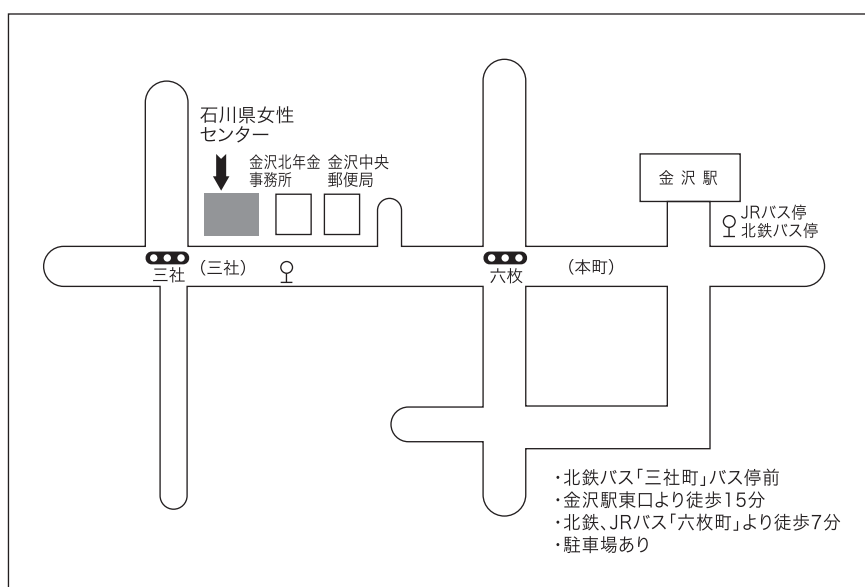 石川県女性
センター
金沢北年金
事務所
金沢中央
郵便局
金沢駅
JRバス停
北鉄バス停
三社
(三社)
六枚
(本町)
・北鉄バス「三社町」バス停前
・金沢駅東口より徒歩15分
・北鉄、JRバス「六枚町」より徒歩7分
・駐車場あり